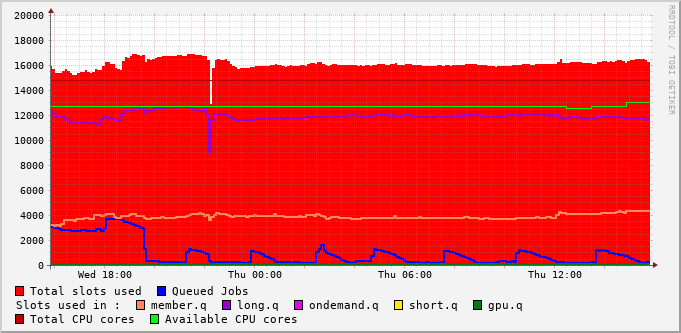 20000
18000
16000
14000
12000
10000
8000
6000
4000
2000
0
Wed 18:00 Thu 00:00 Thu 06:00 Thu 12:00
RRDTOOL / TOBI OETIKER
Total slots used Queued Jobs
Slots used in : member.q long.q ondemand.q short.q gpu.q
Total CPU cores Available CPU cores